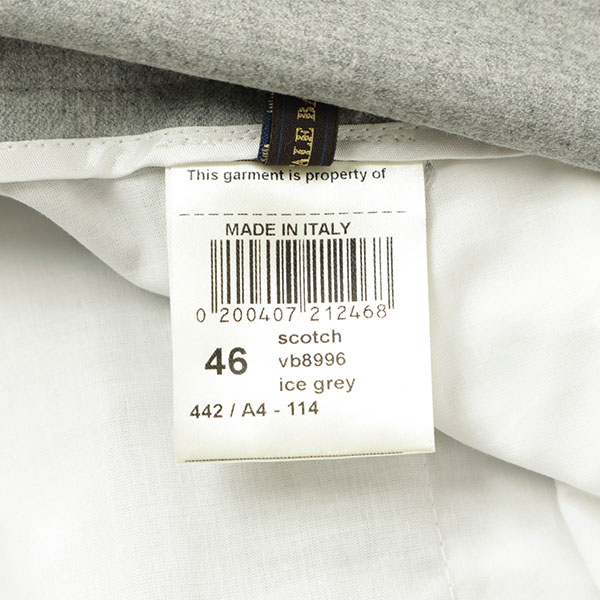 ALE
This garment is property of
MADE IN ITALY
0 200407 212468
46
scotch
vb8996
ice grey
442 / A4 - 114